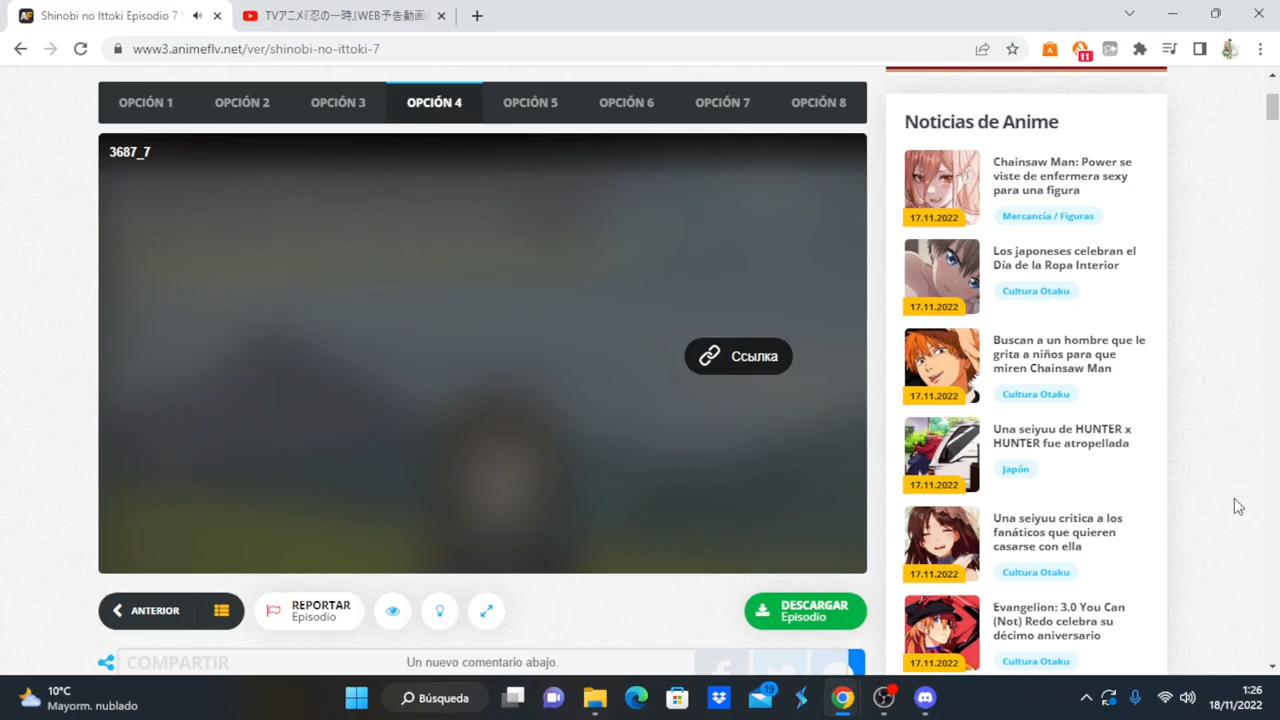 Shinobi no Ittoki Episodio 7 S
TVアニメ『忍の一時』WEB予告動画
www3.animeflv.net/ver/shinobi-no-ittoki-7
11
OPCIÓN 1 OPCIÓN 2 OPCIÓN 3 OPCIÓN 4 OPCIÓN 5 OPCIÓN 6 OPCIÓN 7 OPCIÓN 8
3687_7
Ссылка
ANTERIOR
REPORTAR
Episodio
DESCARGAR
Episodio
COMPARTIR
Un nuevo comentario abajo.
Noticias de Anime
Chainsaw Man: Power se
viste de enfermera sexy
para una figura
17.11.2022
Mercancía / Figuras
Los japoneses celebran el
Día de la Ropa Interior
Cultura Otaku
17.11.2022
Buscan a un hombre que le
grita a niños para que
miren Chainsaw Man
Cultura Otaku
17.11.2022
Una seiyuu de HUNTER x
HUNTER fue atropellada
Japón
17.11.2022
Una seiyuu critica a los
fanáticos que quieren
casarse con ella
Cultura Otaku
17.11.2022
Evangelion: 3.0 You Can
(Not) Redo celebra su
décimo aniversario
Cultura Otaku
17.11.2022
10°C
Mayorm. nublado
Búsqueda
19
1:26
18/11/2022